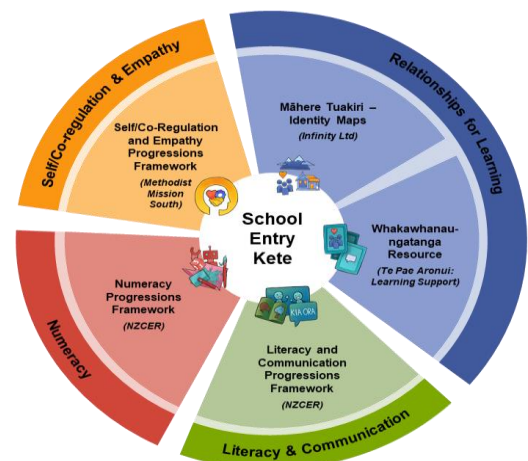 Self/Co-regulation & Empathy
Self/Co-Regulation
and Empathy
Progressions
Framework
(Methodist
Mission
South)
Relationships for Learning
Māhere Tuakiri –
Identity Maps
(Infinity Ltd)
Whakawhanau-
ngatanga
Resource
(Te Pae Aronui:
Learning Support)
School
Entry
Kete
Numeracy
Numeracy
Progressions
Framework
(NZCER)
KIA ORA
Literacy and
Communication
Progressions
Framework
(NZCER)
Literacy & Communication